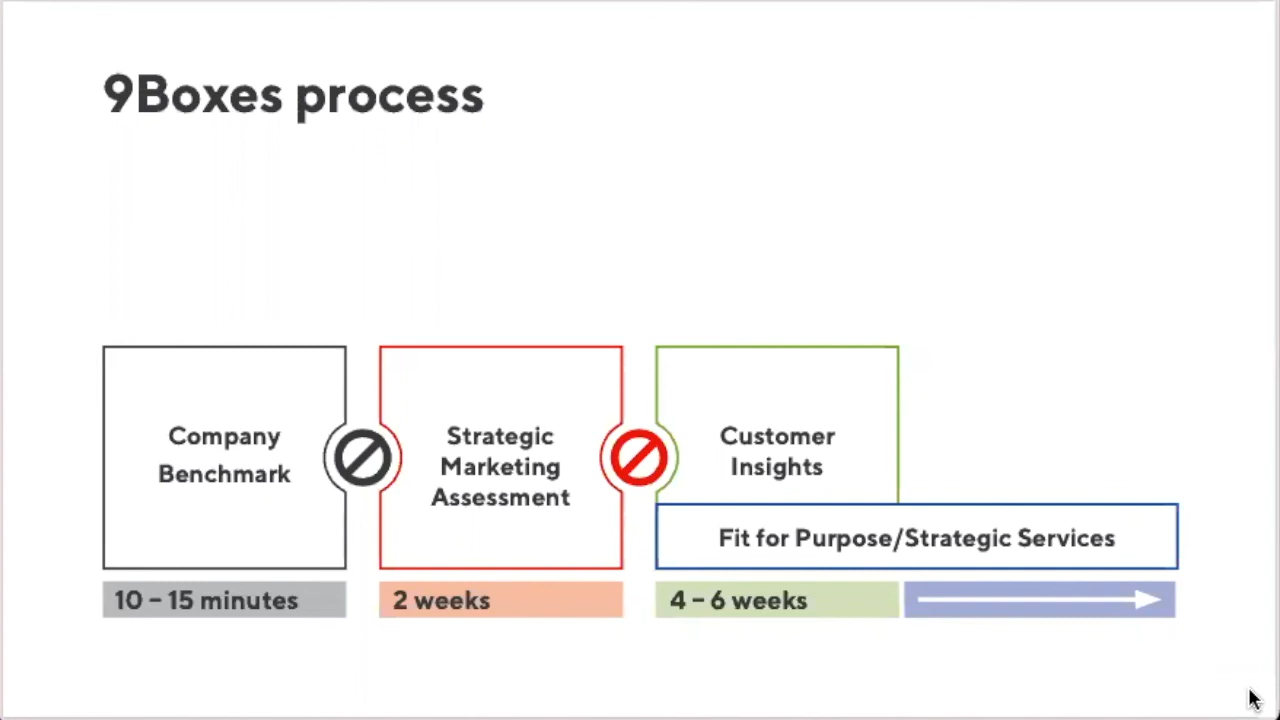 9Boxes process
Company
Benchmark
Strategic
Marketing
Assessment
Customer
Insights
Fit for Purpose/Strategic Services
10 – 15 minutes
2 weeks
4 – 6 weeks